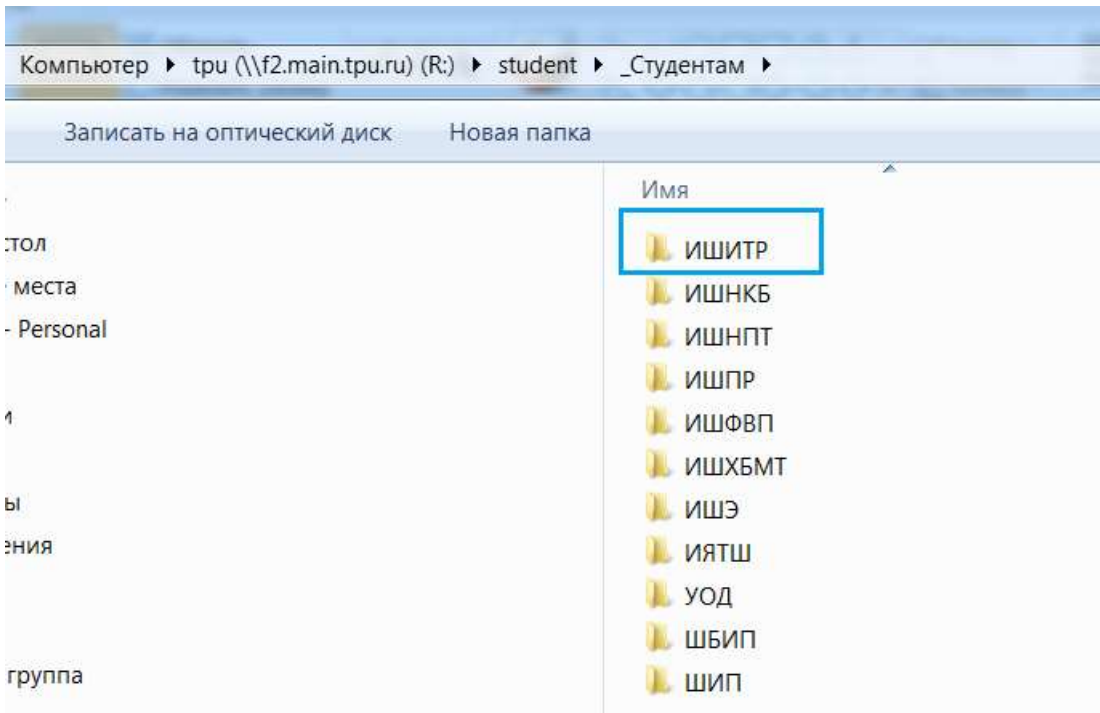 Компьютер ▸ tpu (\\f2.main.tpu.ru) (R:) ▸ student ▸ _Студентам ▸
Записать на оптический диск Новая папка
Имя
стол
места
- Personal
и
ы
ения
группа
ИШИТР
ИШНКБ
ИШНПТ
ИШПР
ИШФВП
ИШХБМТ
ИШЭ
ИЯТШ
УОД
ШБИП
ШИП